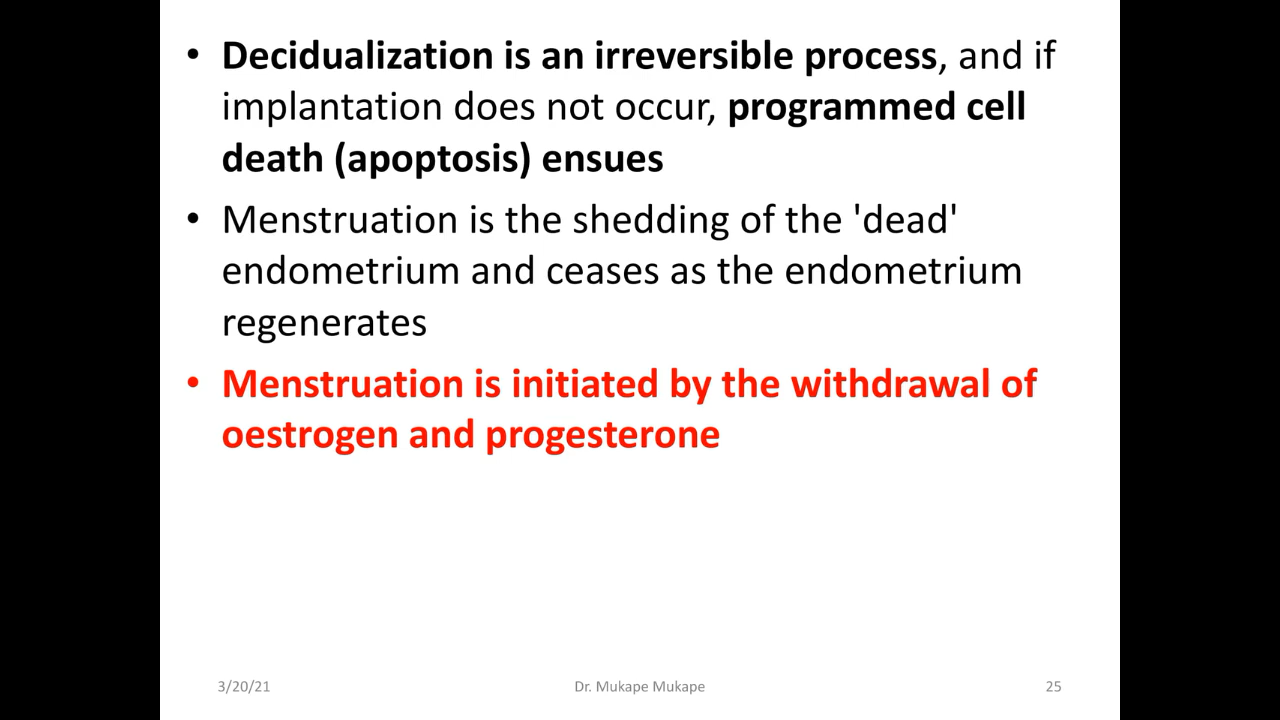 • Decidualization is an irreversible process, and if
implantation does not occur, programmed cell
death (apoptosis) ensues
• Menstruation is the shedding of the 'dead'
endometrium and ceases as the endometrium
regenerates
• Menstruation is initiated by the withdrawal of
oestrogen and progesterone
3/20/21 Dr. Mukape Mukape 25